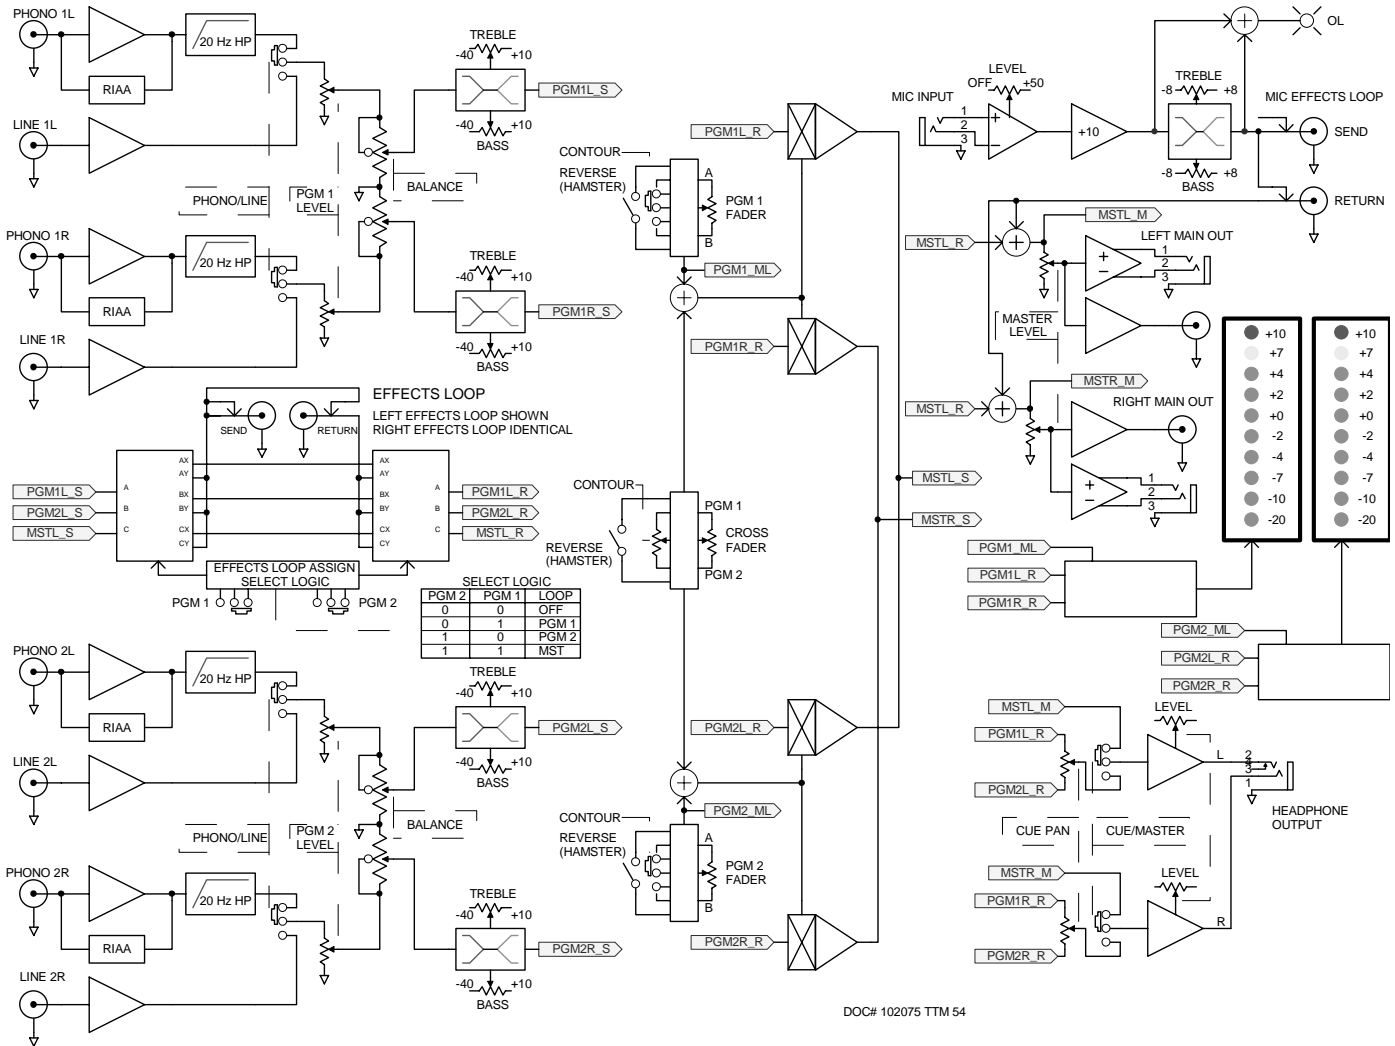 PHONO 1L
20 Hz HP
RIAA
LINE 1L
PHONO/LINE
PGM 1
LEVEL
BALANCE
TREBLE
-40 +10
-40 +10
BASS
PGM1L_S
PHONO 1R
20 Hz HP
RIAA
LINE 1R
TREBLE
-40 +10
-40 +10
BASS
PGM1R_S
EFFECTS LOOP
LEFT EFFECTS LOOP SHOWN
RIGHT EFFECTS LOOP IDENTICAL
SEND
RETURN
PGM1L_S
PGM2L_S
MSTL_S
A
B
C
AX
AY
BX
BY
CX
CY
AX
AY
BX
BY
CX
CY
A
B
C
PGM1L_R
PGM2L_R
MSTL_R
EFFECTS LOOP ASSIGN
SELECT LOGIC
PGM 1
PGM 2
SELECT LOGIC
PGM 2 PGM 1 LOOP
0 0 OFF
0 1 PGM 1
1 0 PGM 2
1 1 MST
PHONO 2L
20 Hz HP
RIAA
LINE 2L
PHONO/LINE
PGM 2
LEVEL
BALANCE
TREBLE
-40 +10
-40 +10
BASS
PGM2L_S
PHONO 2R
20 Hz HP
RIAA
LINE 2R
TREBLE
-40 +10
-40 +10
BASS
PGM2R_S
PGM1L_R
CONTOUR
REVERSE
(HAMSTER)
A
PGM 1
FADER
B
PGM1_ML
PGM1R_R
CONTOUR
REVERSE
(HAMSTER)
PGM 1
CROSS
FADER
PGM 2
MSTL_S
MSTR_S
PGM2L_R
PGM2_ML
CONTOUR
REVERSE
(HAMSTER)
A
PGM 2
FADER
B
PGM2R_R
MIC INPUT
1
2
3
LEVEL
OFF +50
+
−
+10
TREBLE
-8 +8
-8 +8
BASS
+
OL
MIC EFFECTS LOOP
SEND
RETURN
MSTL_R
MSTL_M
LEFT MAIN OUT
+
−
1
2
3
MASTER
LEVEL
MSTL_R
MSTR_M
RIGHT MAIN OUT
+
−
1
2
3
+10
+7
+4
+2
+0
-2
-4
-7
-10
-20
+10
+7
+4
+2
+0
-2
-4
-7
-10
-20
PGM1_ML
PGM1L_R
PGM1R_R
PGM2_ML
PGM2L_R
PGM2R_R
MSTL_M
PGM1L_R
PGM2L_R
LEVEL
L
2
3
1
HEADPHONE
OUTPUT
CUE PAN
CUE/MASTER
MSTR_M
PGM1R_R
PGM2R_R
LEVEL
R
DOC# 102075 TTM 54